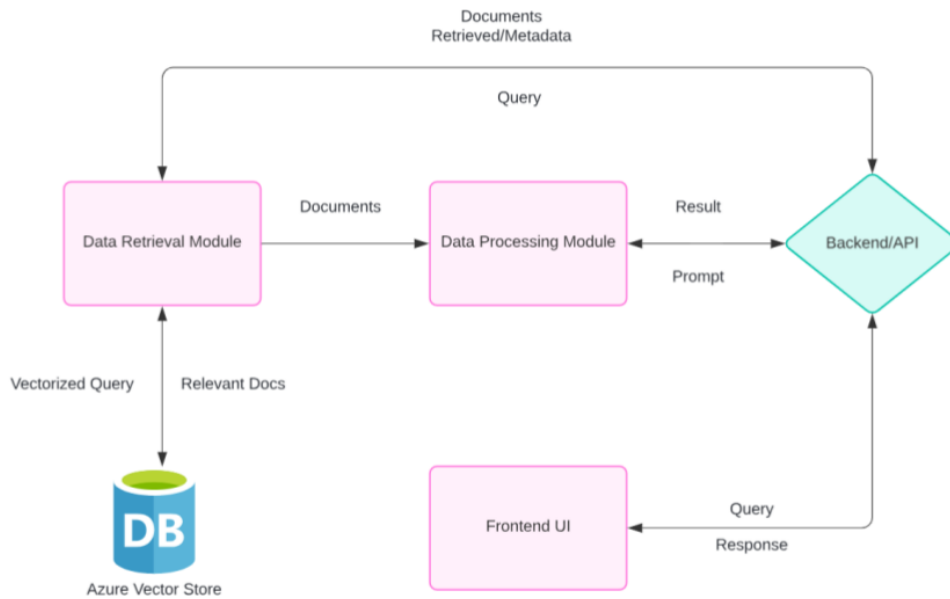 Documents
Retrieved/Metadata
Query
Documents
Result
Data Retrieval Module
Data Processing Module
Backend/API
Prompt
Vectorized Query
Relevant Docs
DB
Query
Frontend UI
Response
Azure Vector Store